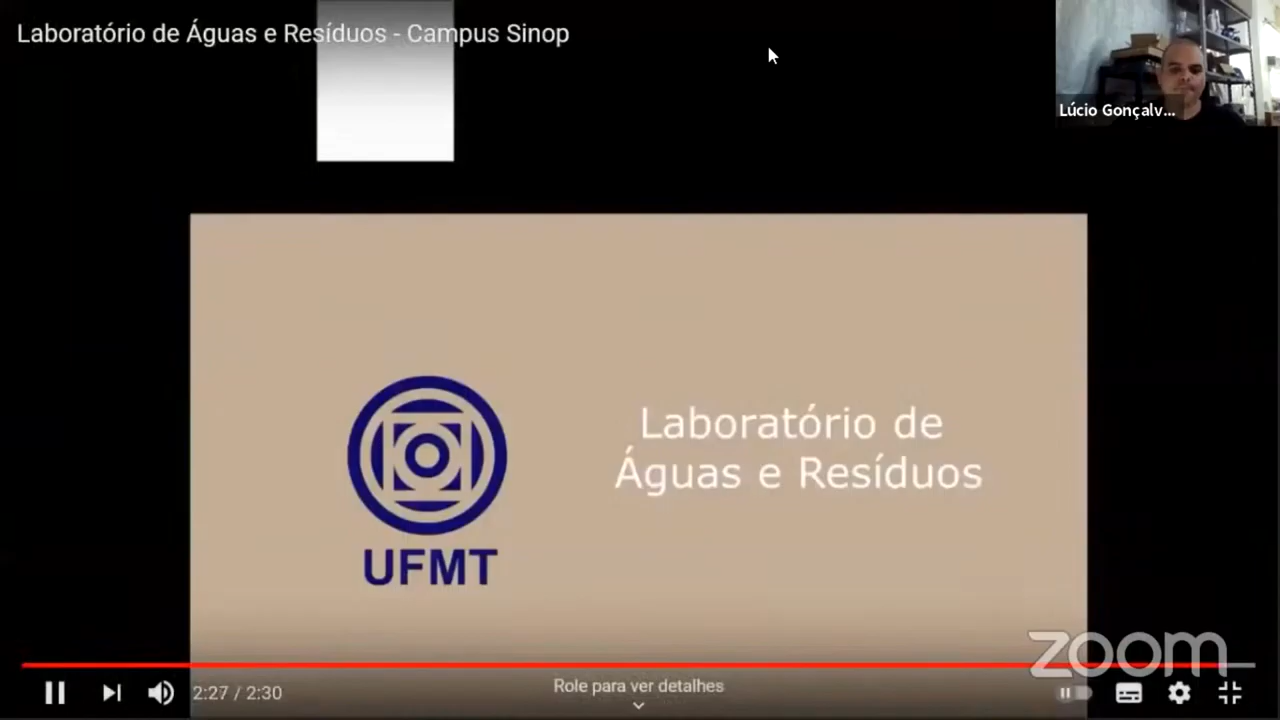 Laboratório de Águas e Resíduos - Campus Sinop
Lúcio Gonçalv...
Laboratório de
Águas e Resíduos
UFMT
zoom
2:27 / 2:30
Role para ver detalhes